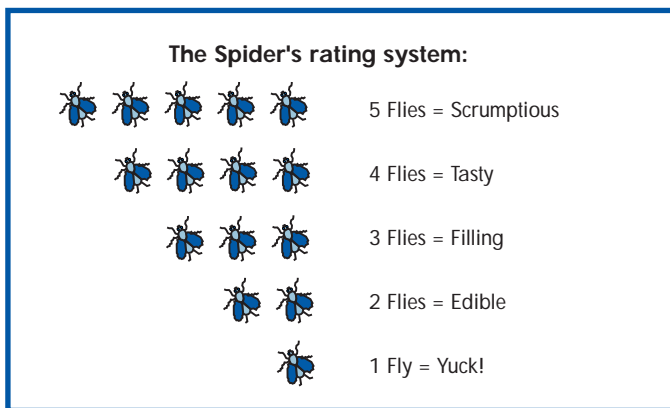 The Spider's rating system:
5 Flies = Scrumptious
4 Flies = Tasty
3 Flies = Filling
2 Flies = Edible
1 Fly = Yuck!